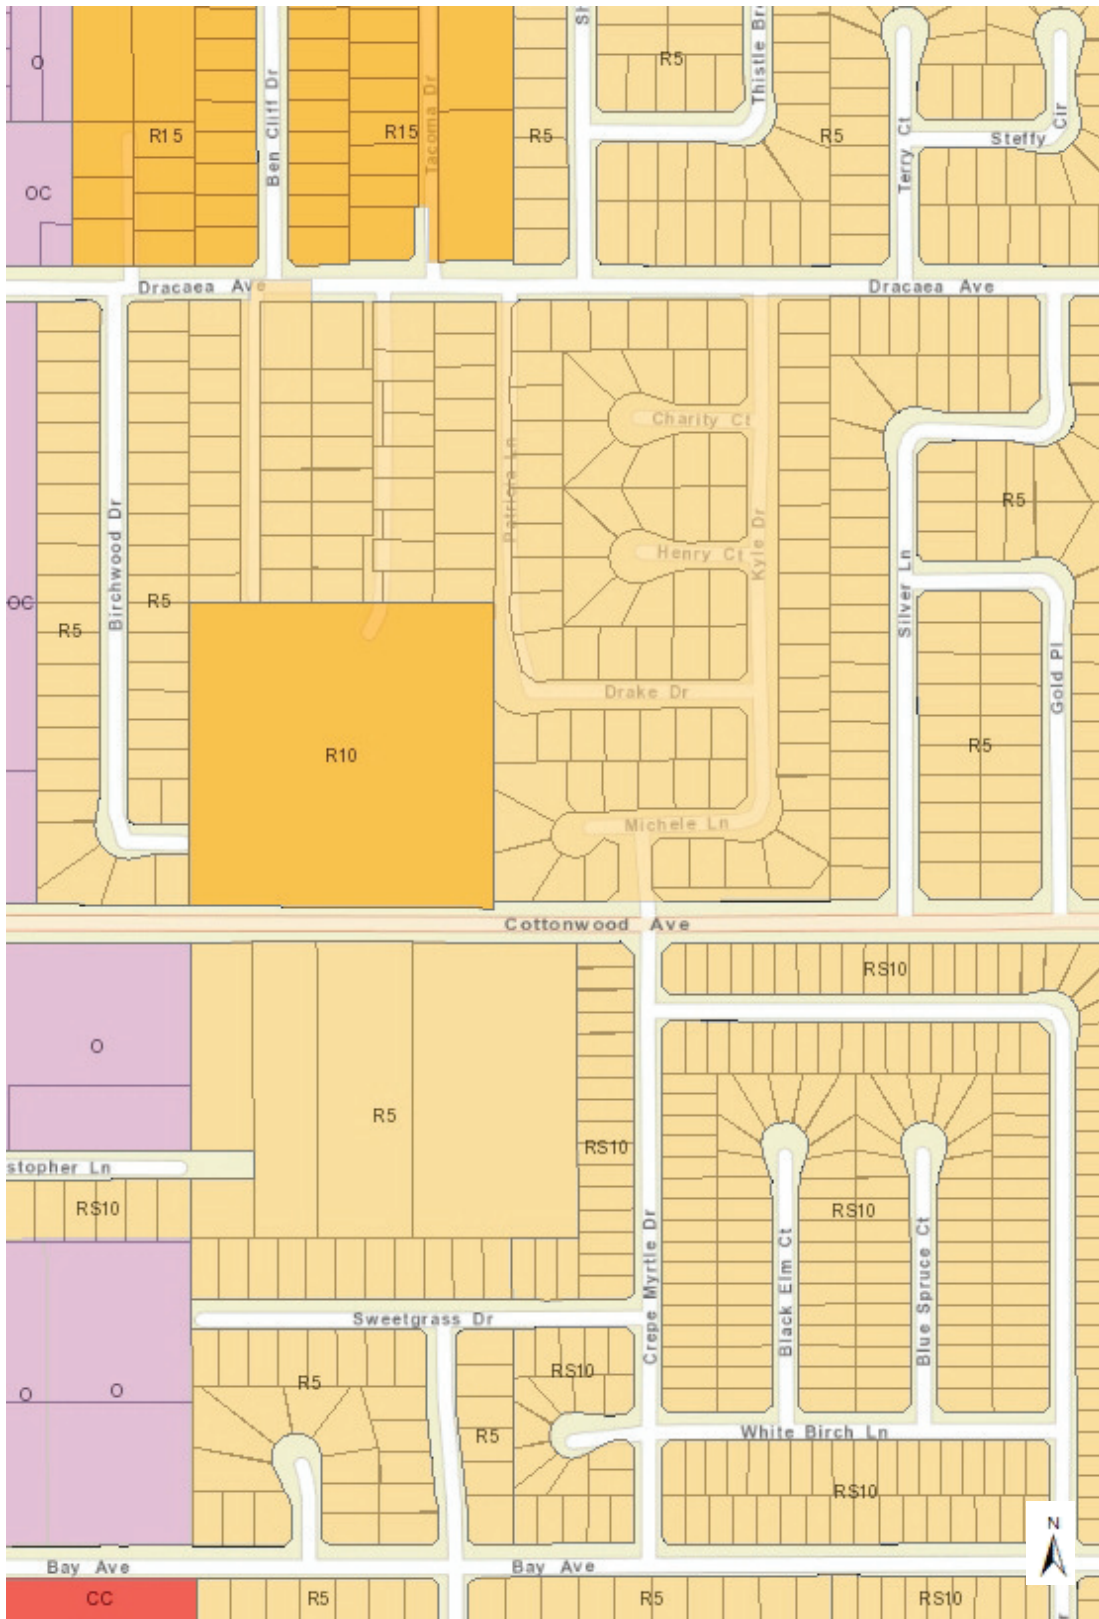 Sh
Thistle Br
O
R5
R15
Ben Cliff Dr
R15
Tacoma Dr
R5
R5
Terry Ct
Steffy Cir
OC
Dracaea Ave
Dracaea Ave
Charity Ct
Patricia Ln
Birchwood Dr
R5
Henry Ct
Kyle Dr
Silver Ln
OC
R5
R5
Drake Dr
Gold Pl
R10
R5
Michele Ln
Cottonwood Ave
RS10
O
R5
stopher Ln
RS10
RS10
RS10
Crepe Myrtle Dr
Black Elm Ct
Blue Spruce Ct
Sweetgrass Dr
O
O
R5
RS10
R5
White Birch Ln
RS10
N
Bay Ave
Bay Ave
CC
R5
R5
RS10